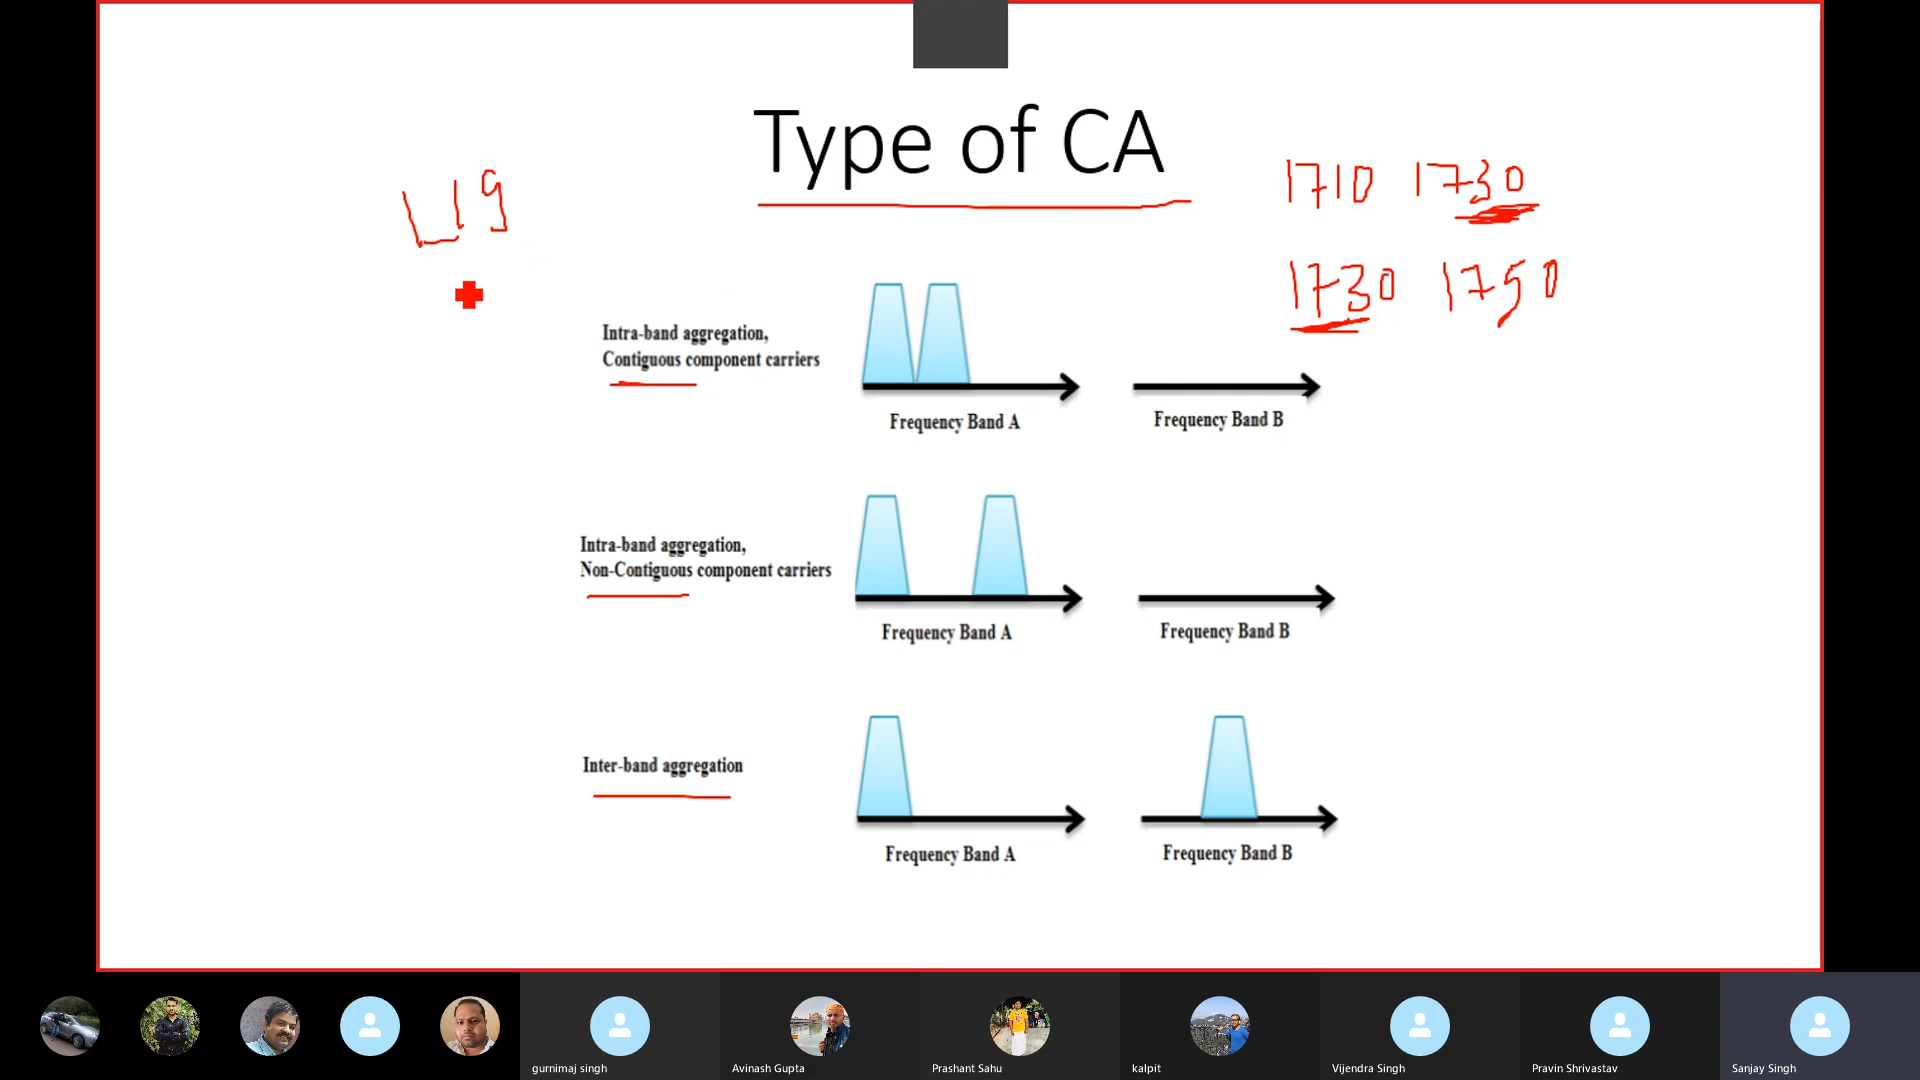 Type of CA
L19
1710 1730
1730 1750
Intra-band aggregation,
Contiguous component carriers
Frequency Band A
Frequency Band B
Intra-band aggregation,
Non-Contiguous component carriers
Frequency Band A
Frequency Band B
Inter-band aggregation
Frequency Band A
Frequency Band B
gurnimaj singh
Avinash Gupta
Prashant Sahu
kalpit
Vijendra Singh
Pravin Shrivastav
Sanjay Singh